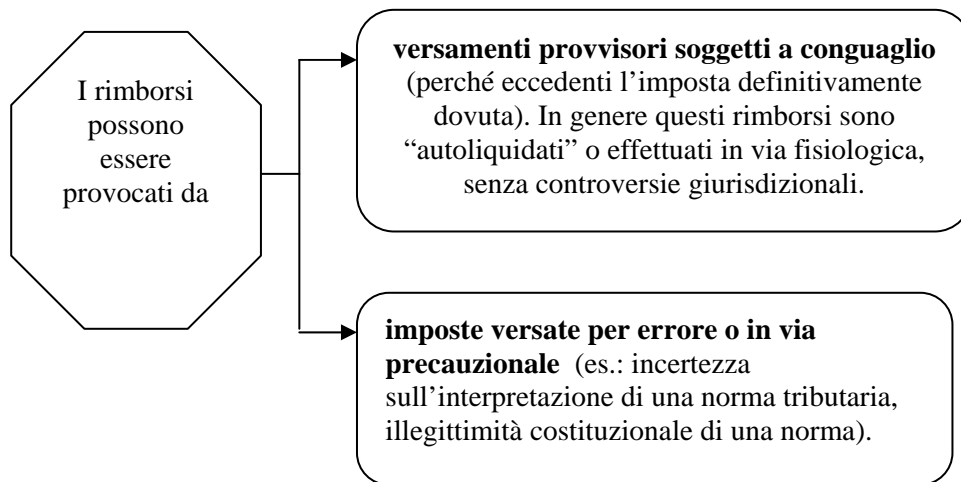 I rimborsi
possono
essere
provocati da
versamenti provvisori soggetti a conguaglio
(perché eccedenti l’imposta definitivamente
dovuta). In genere questi rimborsi sono
“autoliquidati” o effettuati in via fisiologica,
senza controversie giurisdizionali.
imposte versate per errore o in via
precauzionale (es.: incertezza
sull’interpretazione di una norma tributaria,
illegittimità costituzionale di una norma).